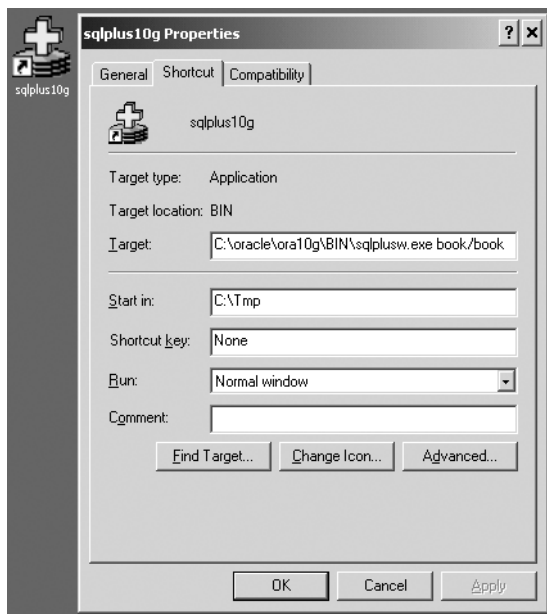 sqlplus10g
sqlplus10g Properties
General Shortcut Compatibility
sqlplus10g
Target type: Application
Target location: BIN
Target: C:\oracle\ora10g\BIN\sqlplusw.exe book/book
Start in: C:\Tmp
Shortcut key: None
Run: Normal window
Comment:
Find Target... Change Icon... Advanced...
OK Cancel Apply